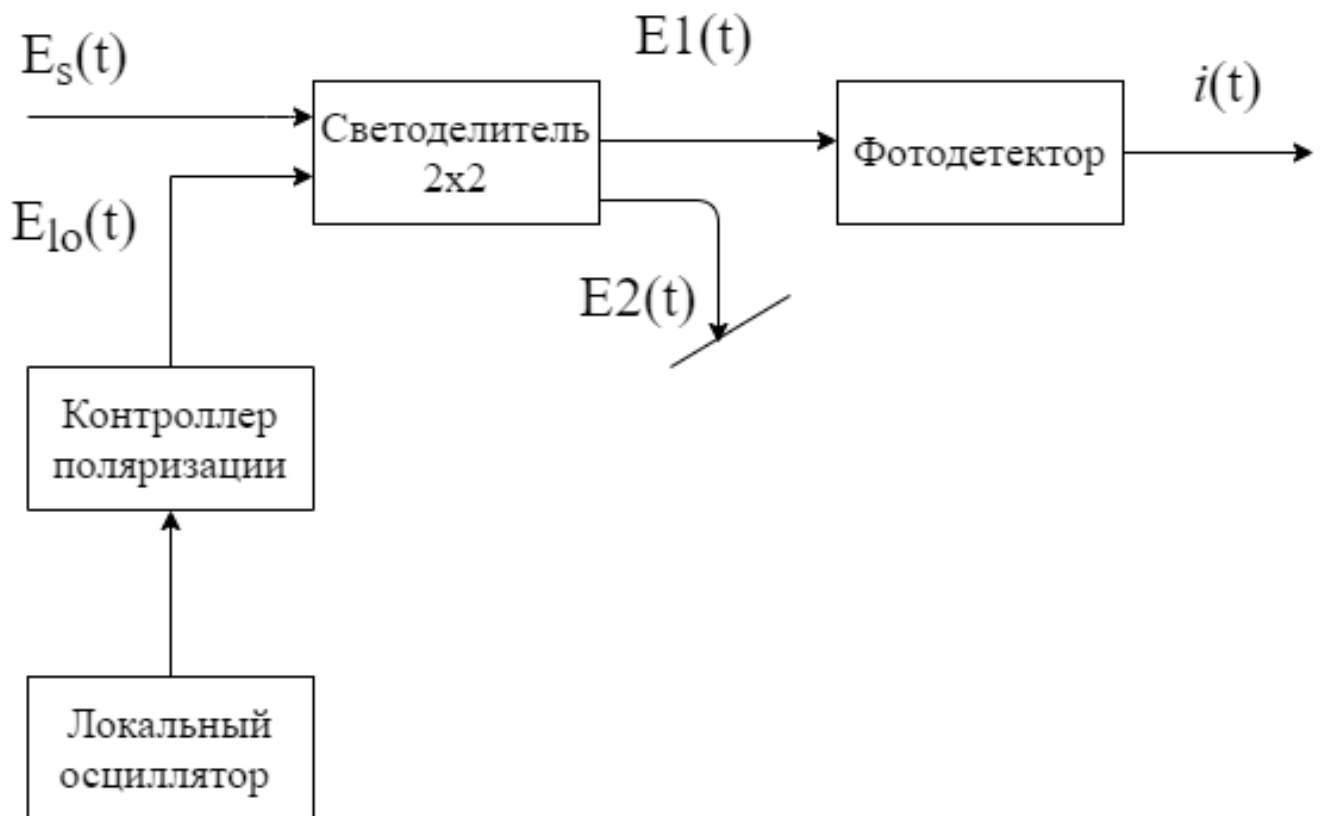 E1(t)
Es(t)
i(t)
Светоделитель
2x2
Фотодетектор
Elo(t)
E2(t)
Контроллер
поляризации
Локальный
осциллятор